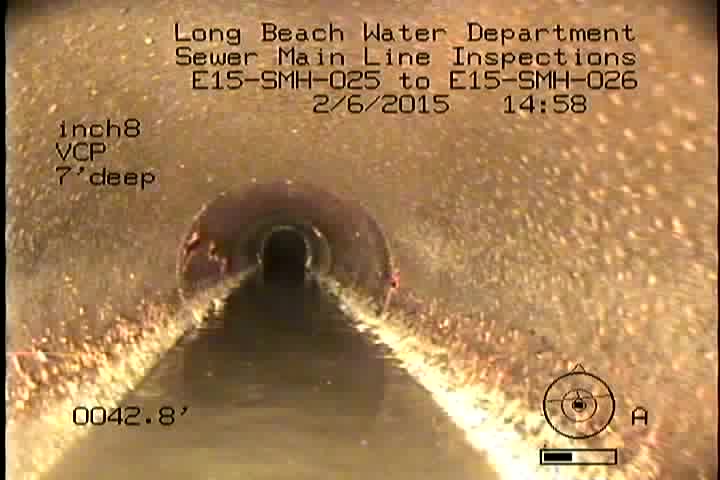 Long Beach Water Department
Sewer Main Line Inspections
E15-SMH-025 to E15-SMH-026
2/6/2015 14:58
inch8
VCP
7'deep
0042.8'
A